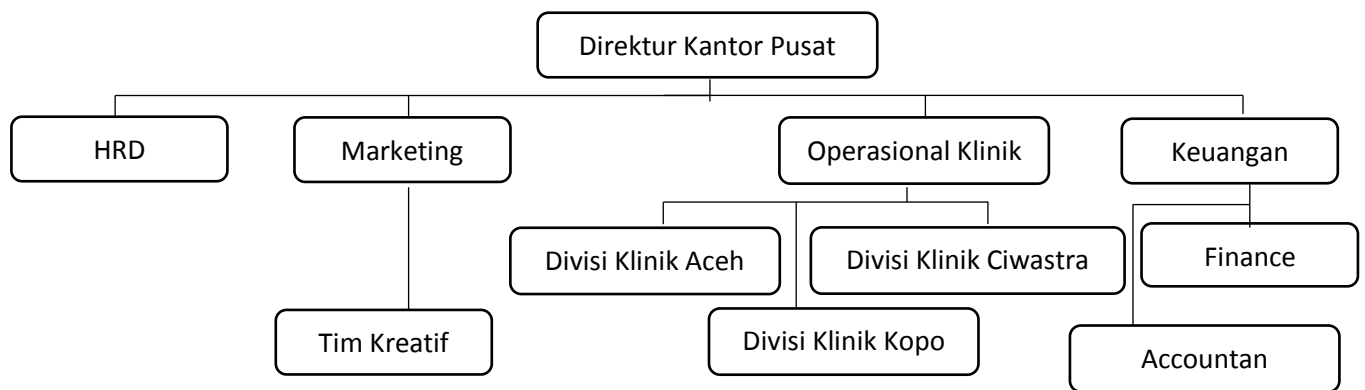 Direktur Kantor Pusat
HRD
Marketing
Operasional Klinik
Keuangan
Divisi Klinik Aceh
Divisi Klinik Ciwastra
Finance
Tim Kreatif
Divisi Klinik Kopo
Accountan